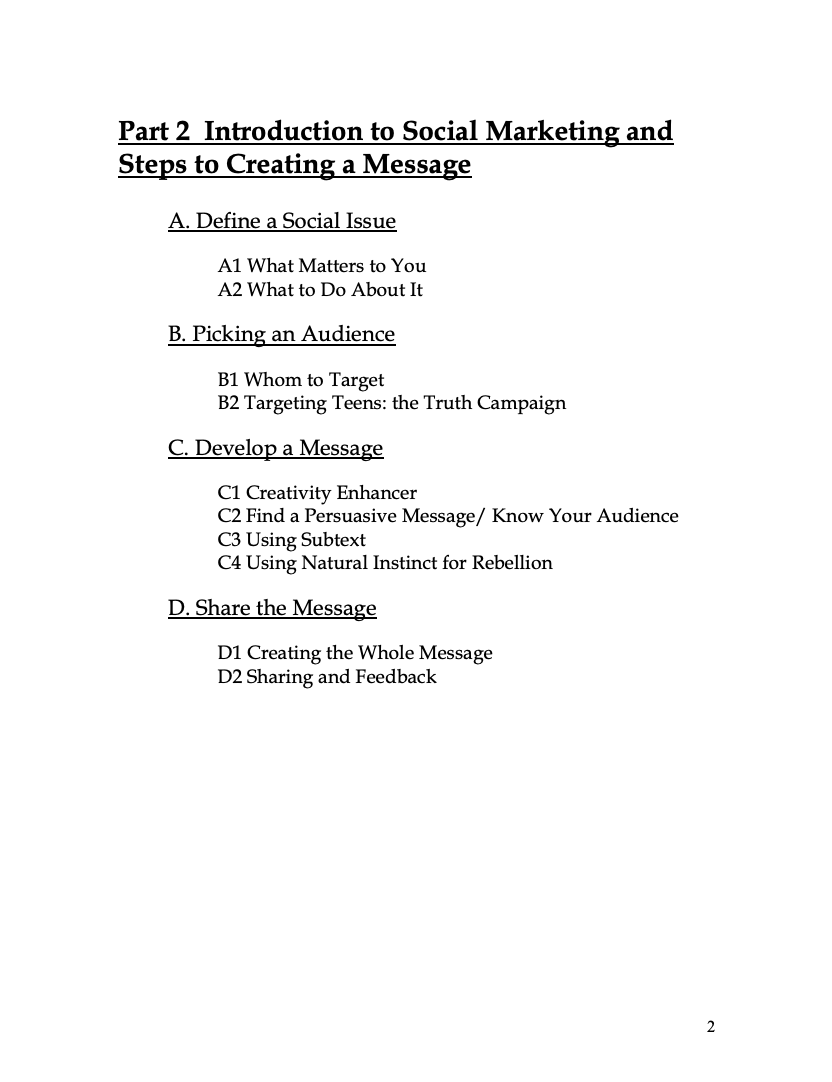 Part 2  Introduction to Social Marketing and
Steps to Creating a Message
A. Define a Social Issue
A1 What Matters to You
A2 What to Do About It
B. Picking an Audience
B1 Whom to Target
B2 Targeting Teens: the Truth Campaign
C. Develop a Message
C1 Creativity Enhancer
C2 Find a Persuasive Message/ Know Your Audience
C3 Using Subtext
C4 Using Natural Instinct for Rebellion
D. Share the Message
D1 Creating the Whole Message
D2 Sharing and Feedback
2